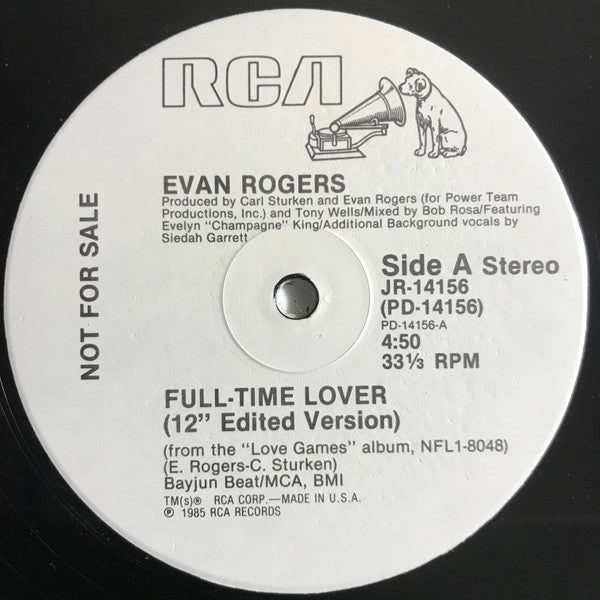 RCA
EVAN ROGERS
Produced by Carl Sturken and Evan Rogers (for Power Team
Productions, Inc.) and Tony Wells/Mixed by Bob Rosa/Featuring
Evelyn "Champagne" King/Additional Background vocals by
Siedah Garrett
NOT FOR SALE
Side A Stereo
JR-14156
(PD-14156)
PD-14156-A
4:50
33⅓ RPM
FULL-TIME LOVER
(12" Edited Version)
(from the "Love Games" album, NFL1-8048)
(E. Rogers-C. Sturken)
Bayjun Beat/MCA, BMI
TM(s)® RCA CORP.—MADE IN U.S.A.
℗ 1985 RCA RECORDS